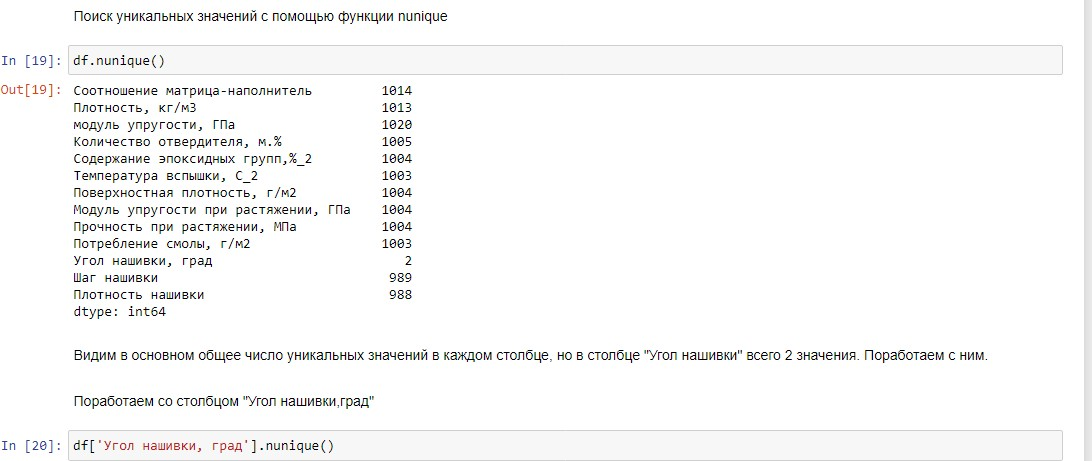 Поиск уникальных значений с помощью функции nunique
In [19]: df.nunique()
Out[19]: Соотношение матрица-наполнитель 1014
Плотность, кг/м3 1013
модуль упругости, ГПа 1020
Количество отвердителя, м.% 1005
Содержание эпоксидных групп,%_2 1004
Температура вспышки, С_2 1003
Поверхностная плотность, г/м2 1004
Модуль упругости при растяжении, ГПа 1004
Прочность при растяжении, МПа 1004
Потребление смолы, г/м2 1003
Угол нашивки, град 2
Шаг нашивки 989
Плотность нашивки 988
dtype: int64
Видим в основном общее число уникальных значений в каждом столбце, но в столбце "Угол нашивки" всего 2 значения. Поработаем с ним.
Поработаем со столбцом "Угол нашивки,град"
In [20]: df['Угол нашивки, град'].nunique()